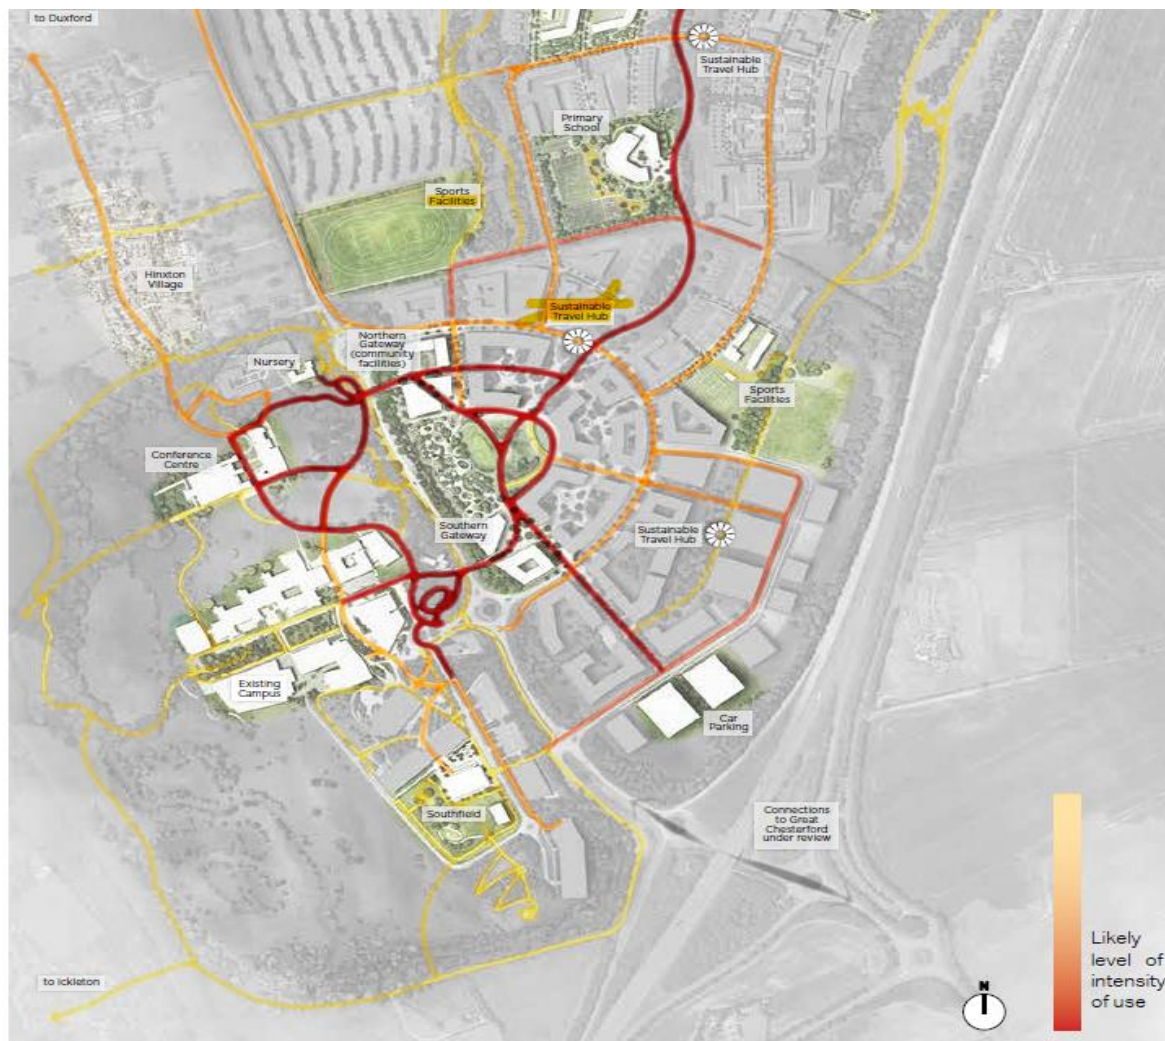 to Duxford
Sustainable
Travel Hub
Primary
School
Sports
Facilities
Hinxton
Village
Sustainable
Travel Hub
Northern
Gateway
(community
facilities)
Nursery
Sports
Facilities
Conference
Centre
Southern
Gateway
Sustainable
Travel Hub
Existing
Campus
Car
Parking
Southfield
Connections
to Great
Chesterford
under review
Likely
level of
intensity
of use
to Ickleton
N